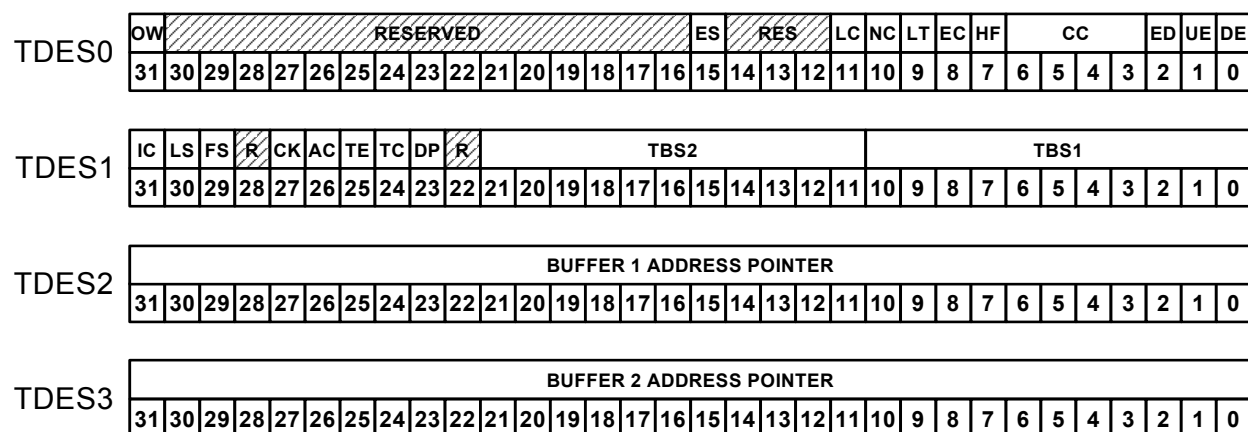 TDES0
OW RESERVED ES RES LC NC LT EC HF CC ED UE DE
31 30 29 28 27 26 25 24 23 22 21 20 19 18 17 16 15 14 13 12 11 10 9 8 7 6 5 4 3 2 1 0
TDES1
IC LS FS R CK AC TE TC DP R TBS2 TBS1
31 30 29 28 27 26 25 24 23 22 21 20 19 18 17 16 15 14 13 12 11 10 9 8 7 6 5 4 3 2 1 0
TDES2
BUFFER 1 ADDRESS POINTER
31 30 29 28 27 26 25 24 23 22 21 20 19 18 17 16 15 14 13 12 11 10 9 8 7 6 5 4 3 2 1 0
TDES3
BUFFER 2 ADDRESS POINTER
31 30 29 28 27 26 25 24 23 22 21 20 19 18 17 16 15 14 13 12 11 10 9 8 7 6 5 4 3 2 1 0